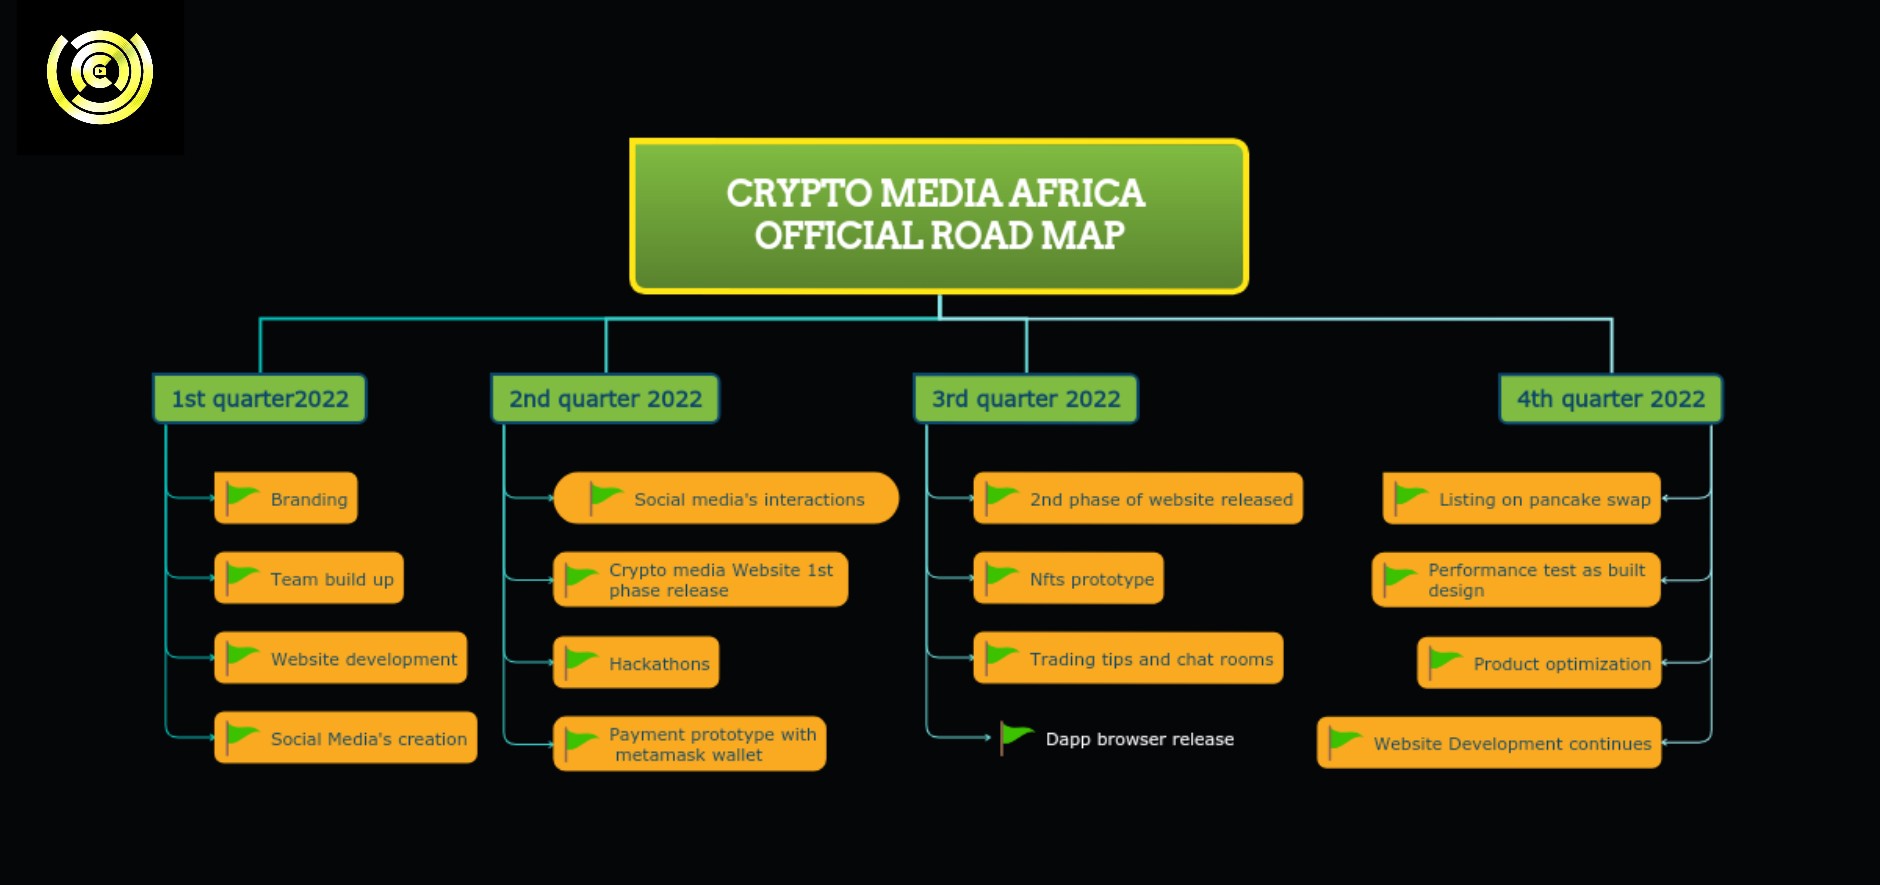 CRYPTO MEDIA AFRICA
OFFICIAL ROAD MAP
1st quarter2022
Branding
Team build up
Website development
Social Media's creation
2nd quarter 2022
Social media's interactions
Crypto media Website 1st
phase release
Hackathons
Payment prototype with
metamask wallet
3rd quarter 2022
2nd phase of website released
Nfts prototype
Trading tips and chat rooms
Dapp browser release
4th quarter 2022
Listing on pancake swap
Performance test as built
design
Product optimization
Website Development continues